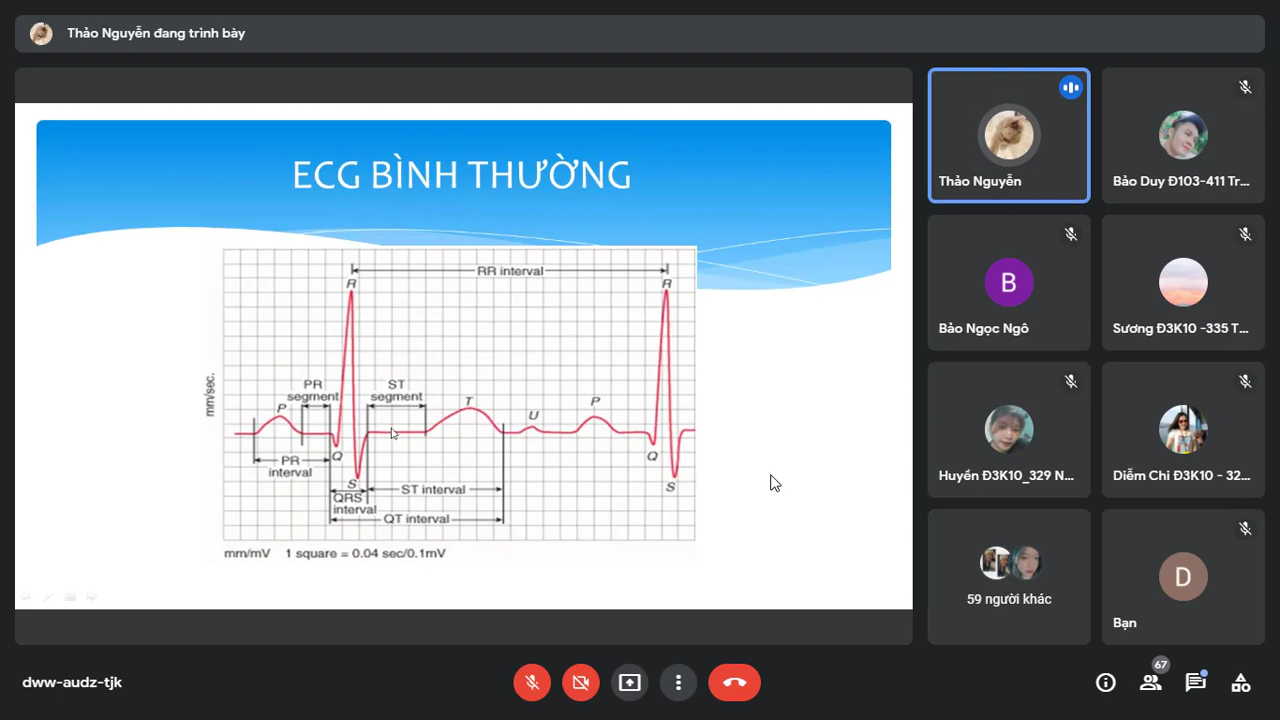 Thảo Nguyễn đang trình bày
ECG BÌNH THƯỜNG
RR interval
R
R
mm/sec.
PR
segment
ST
segment
P
T
U
P
Q
Q
PR
interval
S
S
ST interval
QRS
interval
QT interval
mm/mV 1 square = 0.04 sec/0.1mV
Thảo Nguyễn
Bảo Duy Đ103-411 Tr...
B
Bảo Ngọc Ngô
Sương Đ3K10 -335 T...
Huyền Đ3K10_329 N...
Diễm Chi Đ3K10 - 32...
59 người khác
D
Bạn
dww-audz-tjk
67